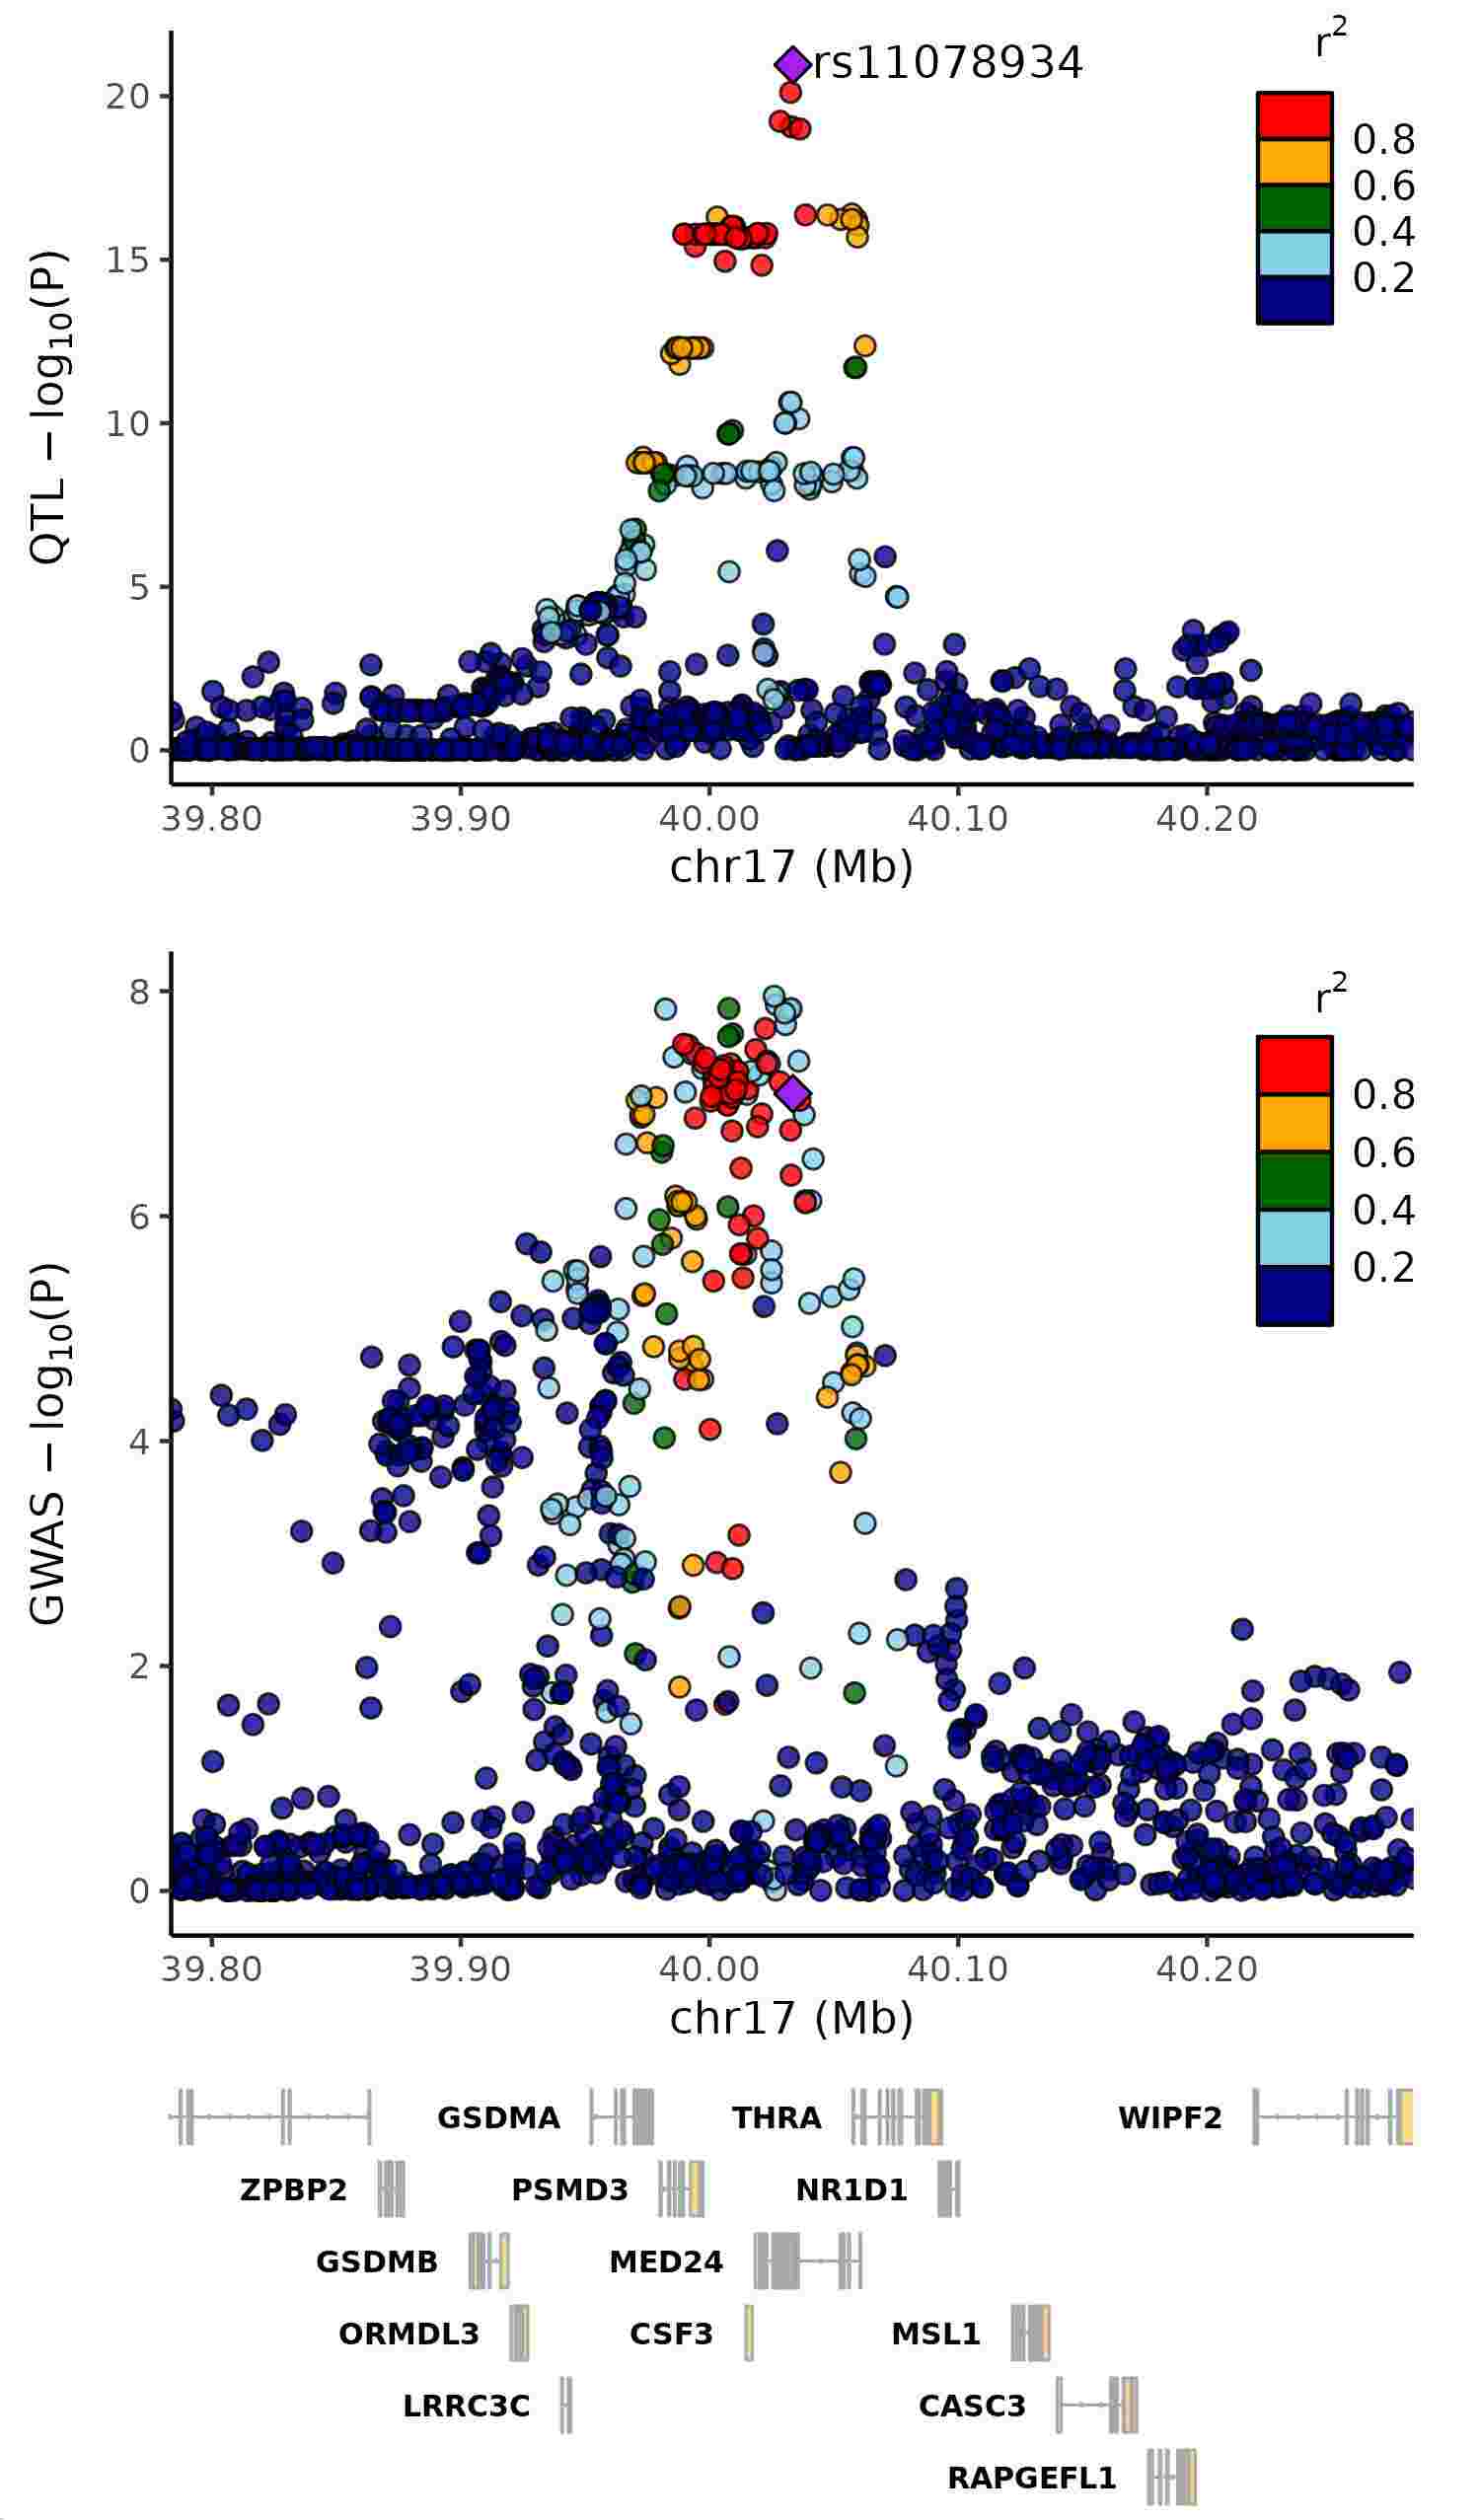 r²
rs11078934
20
15
10
5
0
QTL − log₁₀(P)
0.8
0.6
0.4
0.2
39.80 39.90 40.00 40.10 40.20
chr17 (Mb)
r²
8
6
4
2
0
GWAS − log₁₀(P)
0.8
0.6
0.4
0.2
39.80 39.90 40.00 40.10 40.20
chr17 (Mb)
GSDMA THRA WIPF2
ZPBP2 PSMD3 NR1D1
GSDMB MED24
ORMDL3 CSF3 MSL1
LRRC3C CASC3
RAPGEFL1